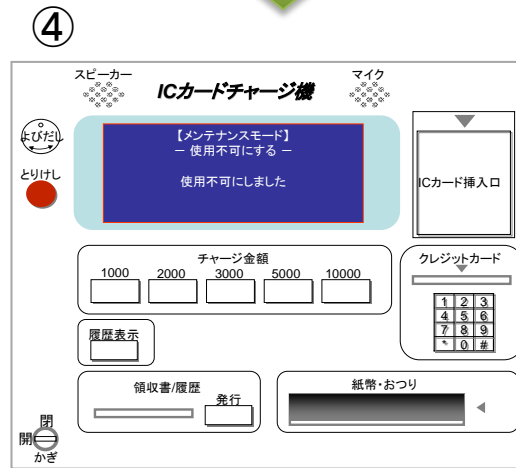 ④
スピーカー
ICカードチャージ機
マイク
よびだし
とりけし
【メンテナンスモード】
－ 使用不可にする －
使用不可にしました
ICカード挿入口
チャージ金額
1000 2000 3000 5000 10000
クレジットカード
1 2 3
4 5 6
7 8 9
* 0 #
履歴表示
領収書/履歴
発行
紙幣・おつり
閉
開
かぎ